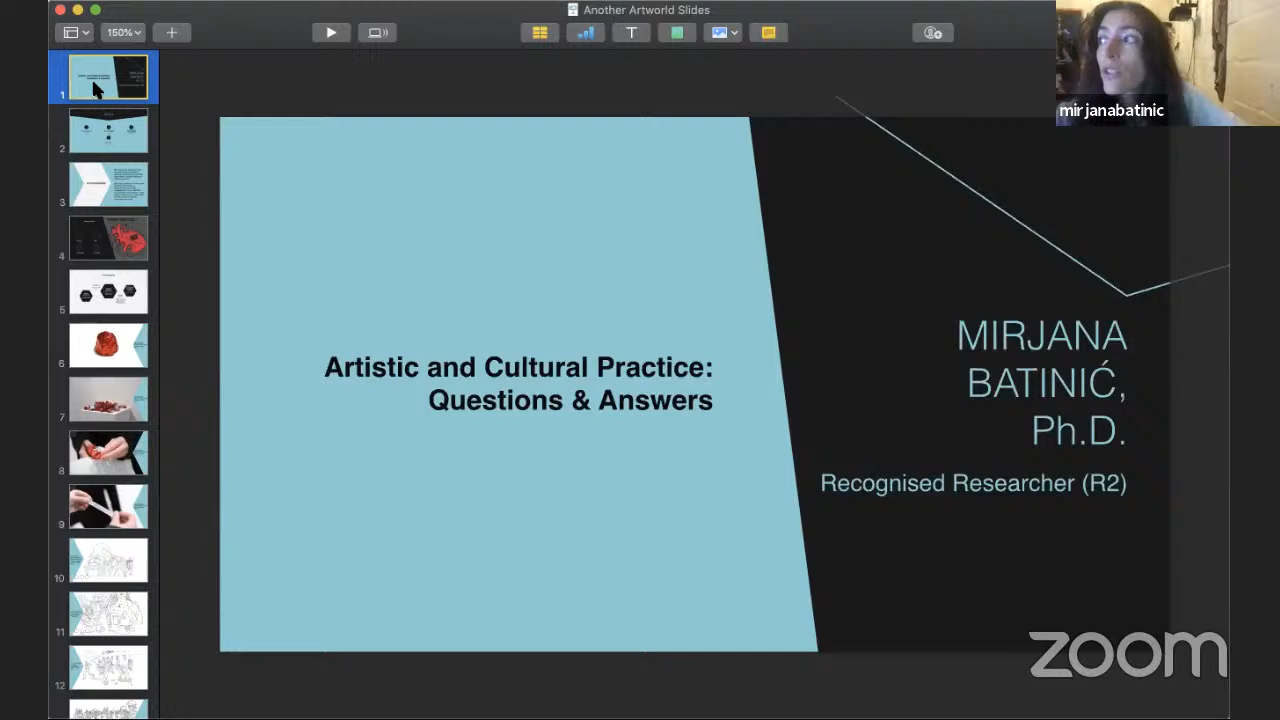 Another Artworld Slides
150%
mirjanabatinic
1
2
3
4
5
6
7
8
9
10
11
12
Artistic and Cultural Practice:
Questions & Answers
MIRJANA
BATINIĆ,
Ph.D.
Recognised Researcher (R2)
zoom